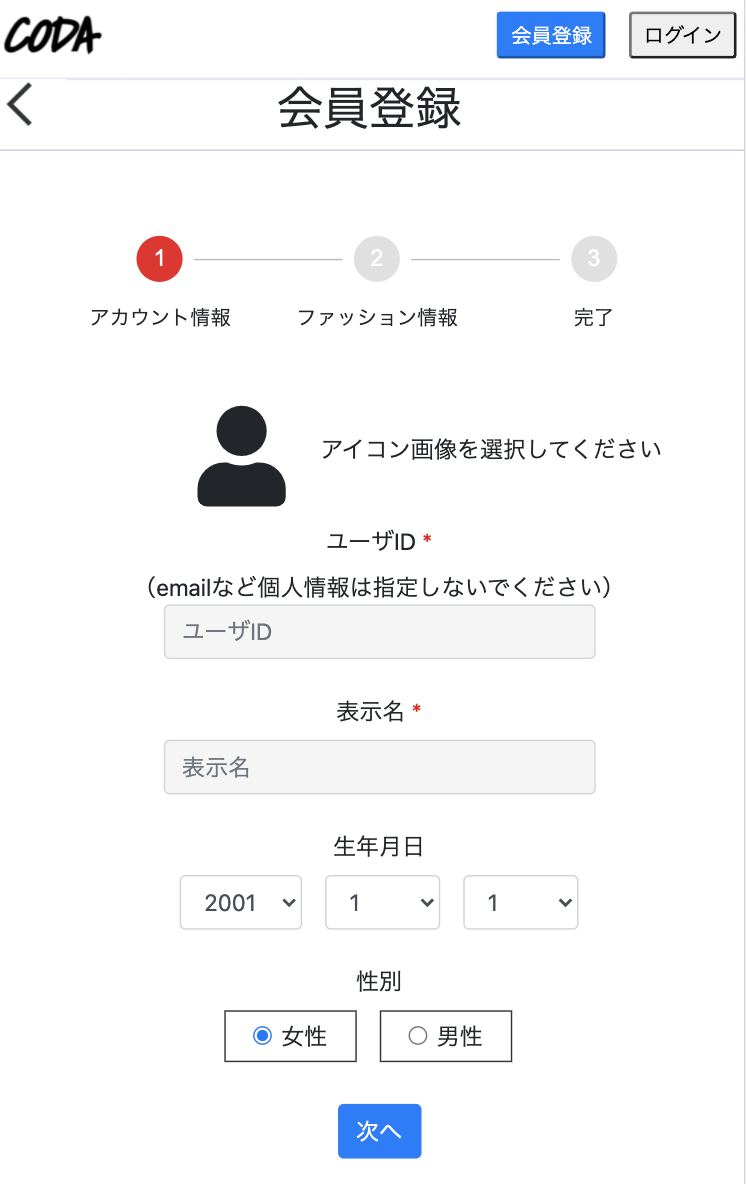 CODA
会員登録
ログイン
会員登録
1
2
3
アカウント情報
ファッション情報
完了
アイコン画像を選択してください
ユーザID *
（emailなど個人情報は指定しないでください）
ユーザID
表示名 *
表示名
生年月日
2001
1
1
性別
女性
男性
次へ